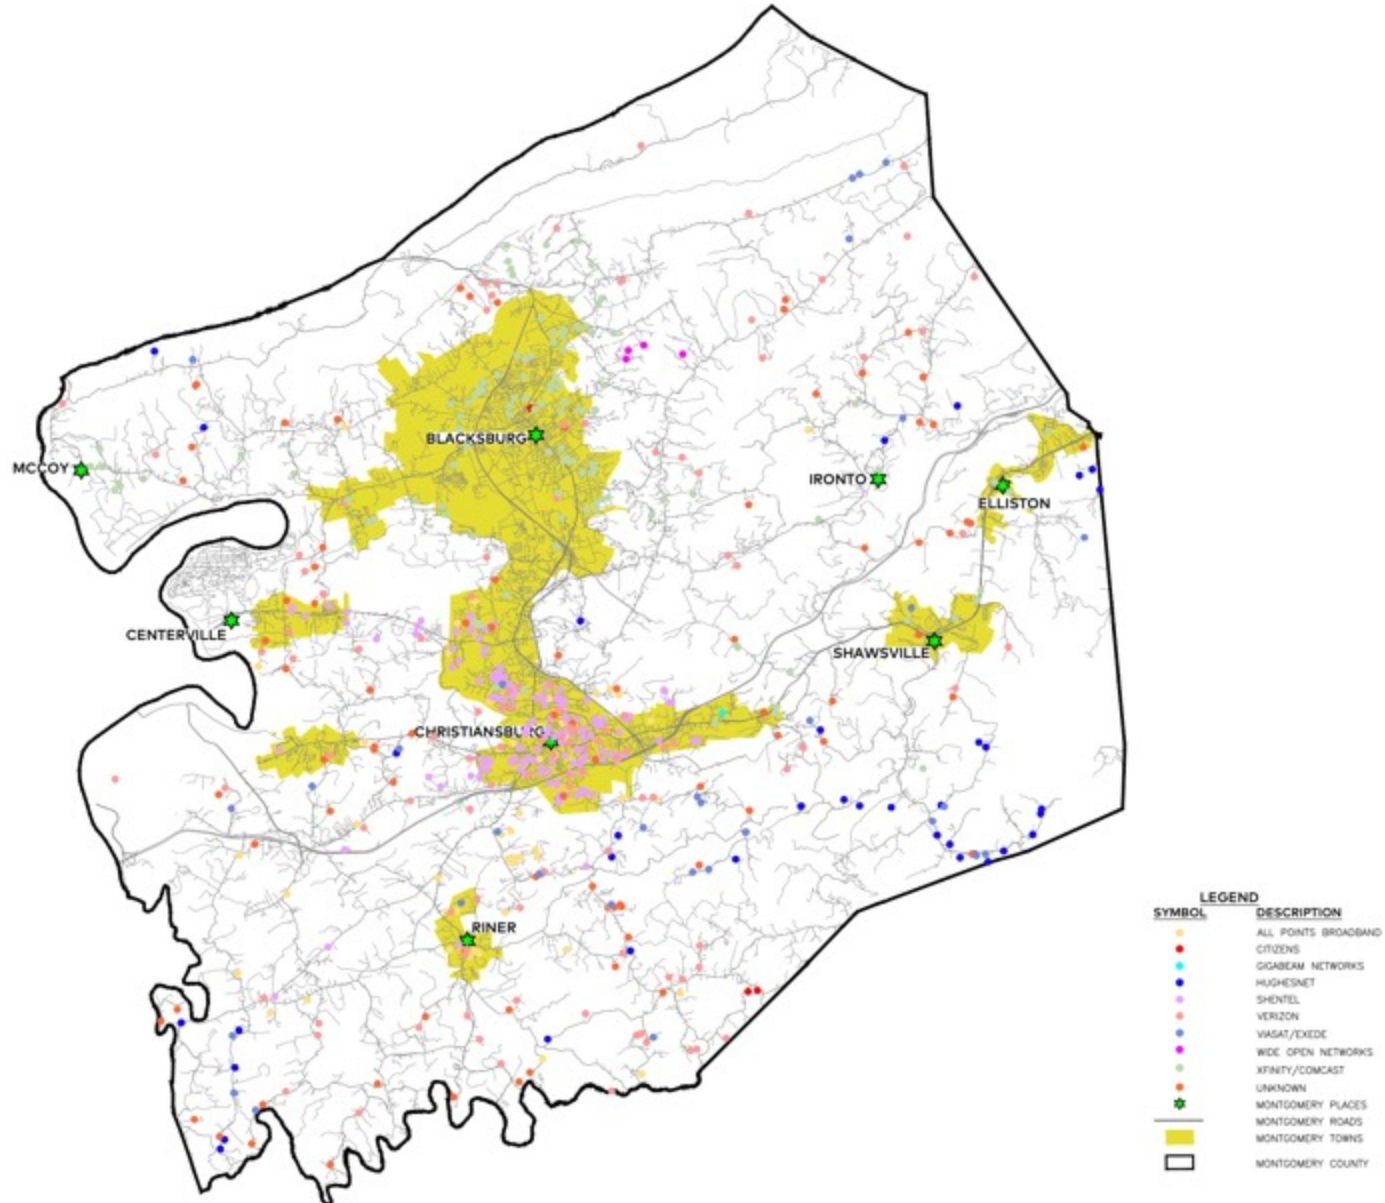 BLACKSBURG
MCCOY
IRONTO
ELLISTON
CENTERVILLE
SHAWSVILLE
CHRISTIANSBURG
RINER
LEGEND
SYMBOL DESCRIPTION
ALL POINTS BROADBAND
CITIZENS
GIGABEAM NETWORKS
HUGHESNET
SHENTEL
VERIZON
VIASAT/EXEDE
WIDE OPEN NETWORKS
XFINITY/COMCAST
UNKNOWN
MONTGOMERY PLACES
MONTGOMERY ROADS
MONTGOMERY TOWNS
MONTGOMERY COUNTY